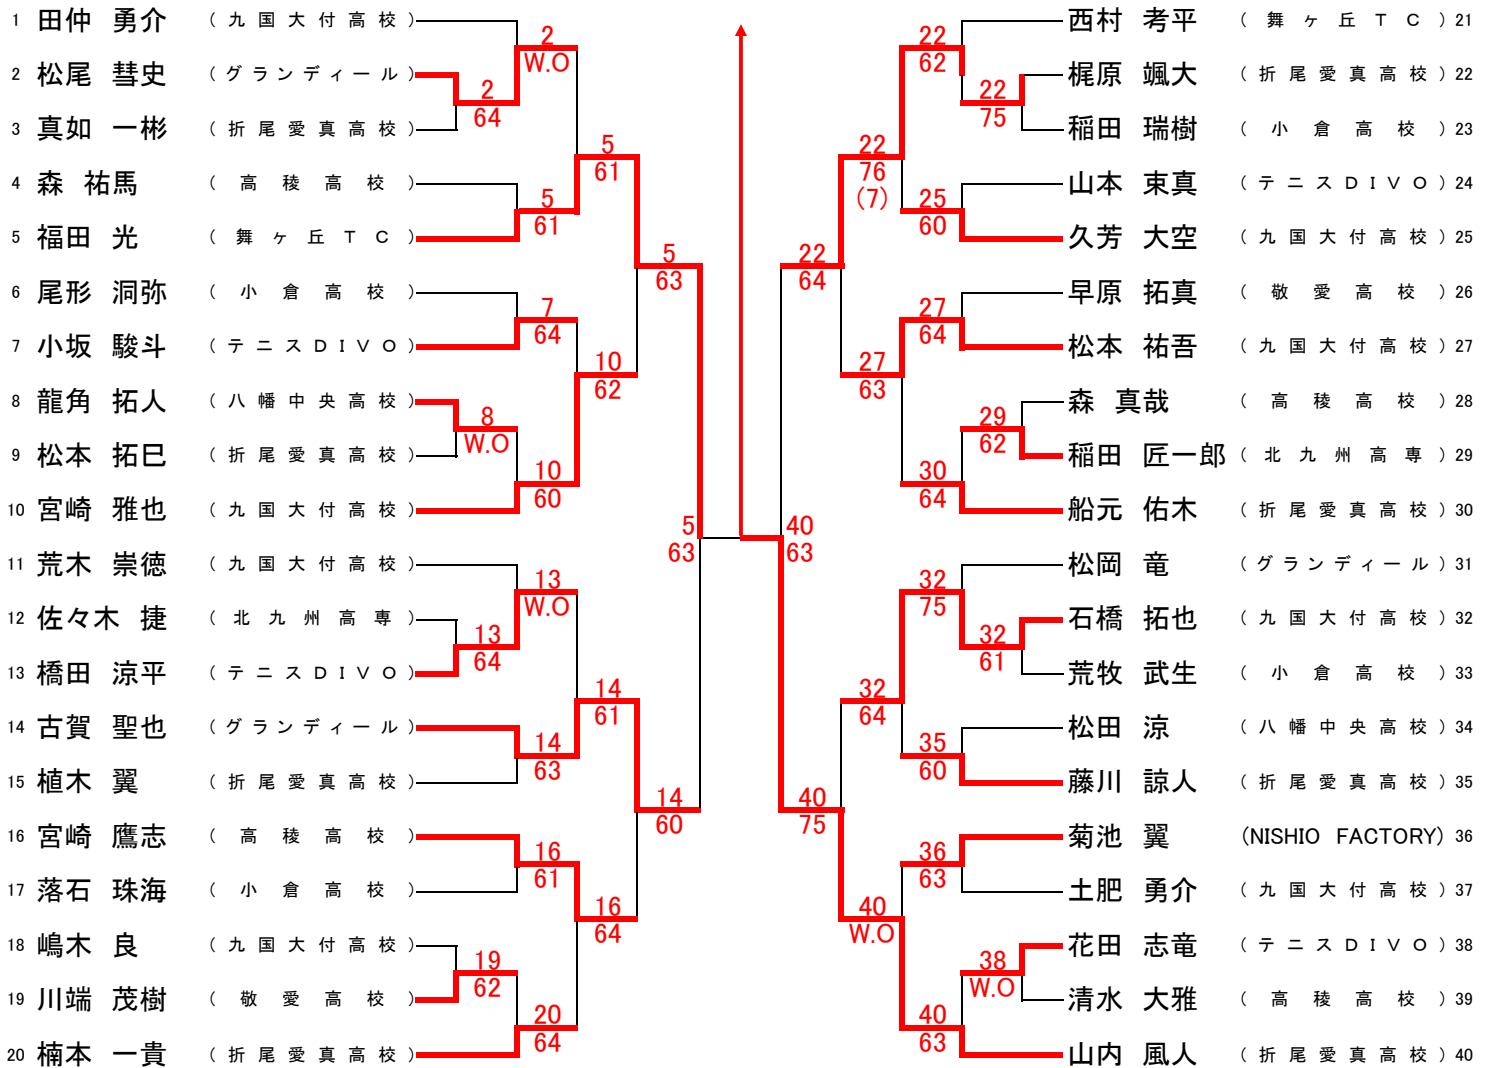 1 田仲 勇介 (九国大付高校)
2 松尾 彗史 (グランディール)
3 真如 一彬 (折尾愛真高校)
4 森 祐馬 (高稜高校)
5 福田 光 (舞ヶ丘TC)
6 尾形 洞弥 (小倉高校)
7 小坂 駿斗 (テニスDIVO)
8 龍角 拓人 (八幡中央高校)
9 松本 拓巳 (折尾愛真高校)
10 宮崎 雅也 (九国大付高校)
11 荒木 崇徳 (九国大付高校)
12 佐々木 捷 (北九州高専)
13 橋田 涼平 (テニスDIVO)
14 古賀 聖也 (グランディール)
15 植木 翼 (折尾愛真高校)
16 宮崎 鷹志 (高稜高校)
17 落石 珠海 (小倉高校)
18 嶋木 良 (九国大付高校)
19 川端 茂樹 (敬愛高校)
20 楠本 一貴 (折尾愛真高校)
2
64
8
W.O
13
64
19
62
2
W.O
5
61
7
64
10
60
13
W.O
14
63
16
61
20
64
5
61
10
62
14
61
16
64
5
63
14
60
5
63
40
63
22
64
40
75
22
76
(7)
27
63
32
64
40
W.O
22
62
25
60
27
64
30
64
32
75
35
60
36
63
40
63
22
75
29
62
32
61
38
W.O
西村 考平 (舞ヶ丘TC) 21
梶原 颯大 (折尾愛真高校) 22
稲田 瑞樹 (小倉高校) 23
山本 束真 (テニスDIVO) 24
久芳 大空 (九国大付高校) 25
早原 拓真 (敬愛高校) 26
松本 祐吾 (九国大付高校) 27
森 真哉 (高稜高校) 28
稲田 匠一郎 (北九州高専) 29
船元 佑木 (折尾愛真高校) 30
松岡 竜 (グランディール) 31
石橋 拓也 (九国大付高校) 32
荒牧 武生 (小倉高校) 33
松田 涼 (八幡中央高校) 34
藤川 諒人 (折尾愛真高校) 35
菊池 翼 (NISHIO FACTORY) 36
土肥 勇介 (九国大付高校) 37
花田 志竜 (テニスDIVO) 38
清水 大雅 (高稜高校) 39
山内 風人 (折尾愛真高校) 40